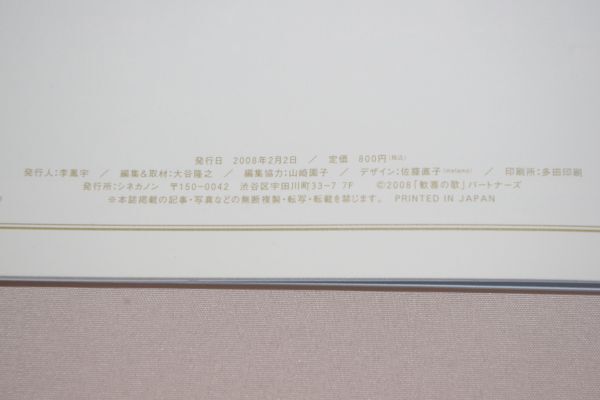 発行日 2008年2月2日 ／ 定価 800円(税込)
発行人:李鳳宇 ／ 編集&取材:大谷隆之 ／ 編集協力:山崎園子 ／ デザイン:佐藤直子(melams) ／ 印刷所:多田印刷
発行所:シネカノン 〒150-0042 渋谷区宇田川町33-7 7F ©2008「歓喜の歌」パートナーズ
※本誌掲載の記事・写真などの無断複製・転写・転載を禁じます。 PRINTED IN JAPAN